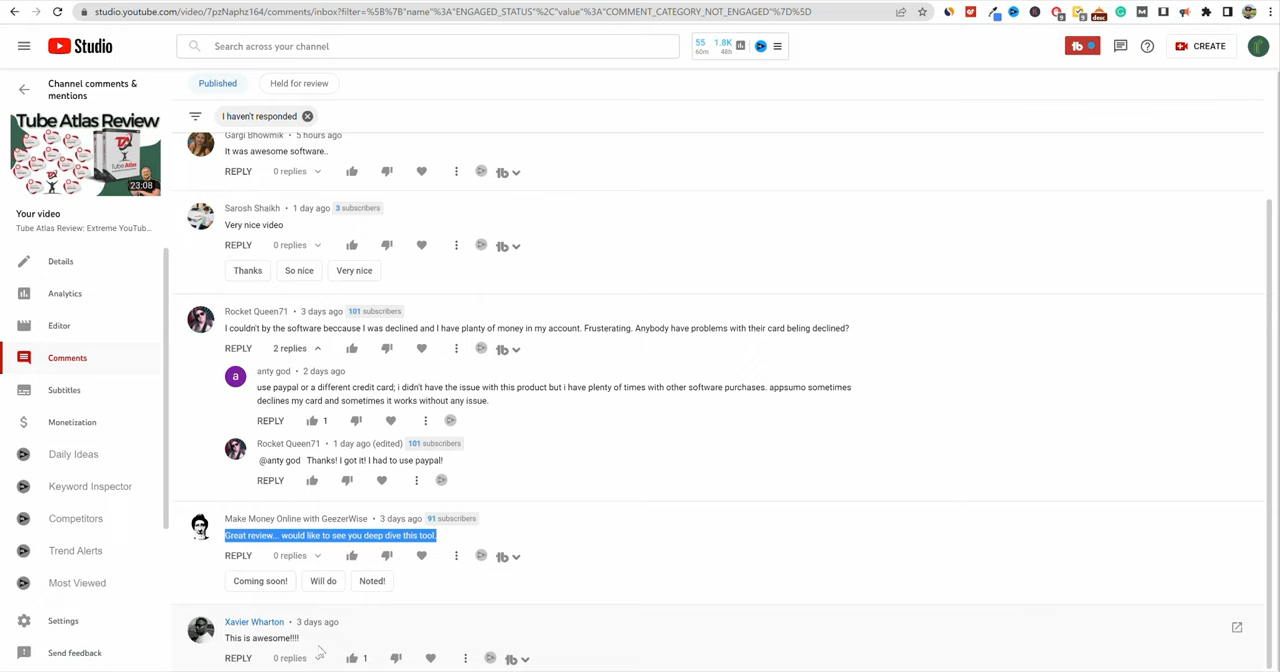 studio.youtube.com/video/7pzNaphz164/comments/inbox?filter=%5B%7B"name"%3A"ENGAGED_STATUS"%2C"value"%3A"COMMENT_CATEGORY_NOT_ENGAGED"%7D%5D
Studio
Search across your channel
55 60m 1.8K 48h
CREATE
Channel comments & mentions
Tube Atlas Review
23:08
Your video
Tube Atlas Review: Extreme YouTub...
Details
Analytics
Editor
Comments
Subtitles
Monetization
Daily Ideas
Keyword Inspector
Competitors
Trend Alerts
Most Viewed
Settings
Send feedback
Published Held for review
I haven't responded
Gargi Bhowmik • 5 hours ago
It was awesome software..
REPLY 0 replies
Sarosh Shaikh • 1 day ago 3 subscribers
Very nice video
REPLY 0 replies
Thanks So nice Very nice
Rocket Queen71 • 3 days ago 101 subscribers
I couldn't by the software beccause I was declined and I have planty of money in my account. Frusterating. Anybody have problems with their card beling declined?
REPLY 2 replies
a
anty god • 2 days ago
use paypal or a different credit card; i didn't have the issue with this product but i have plenty of times with other software purchases. appsumo sometimes
declines my card and sometimes it works without any issue.
REPLY 1
Rocket Queen71 • 1 day ago (edited) 101 subscribers
@anty god Thanks! I got it! I had to use paypal!
REPLY
Make Money Online with GeezerWise • 3 days ago 91 subscribers
Great review... would like to see you deep dive this tool.
REPLY 0 replies
Coming soon! Will do Noted!
Xavier Wharton • 3 days ago
This is awesome!!!!
REPLY 0 replies 1